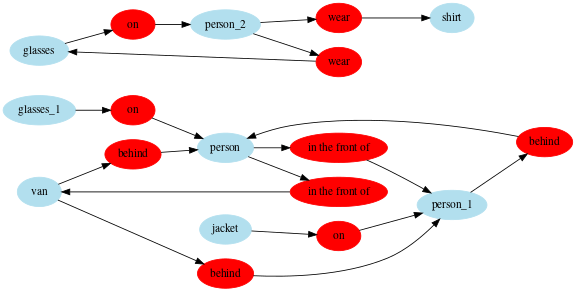 glasses
on
person_2
wear
shirt
wear
glasses_1
on
behind
person
in the front of
behind
van
in the front of
person_1
jacket
on
behind